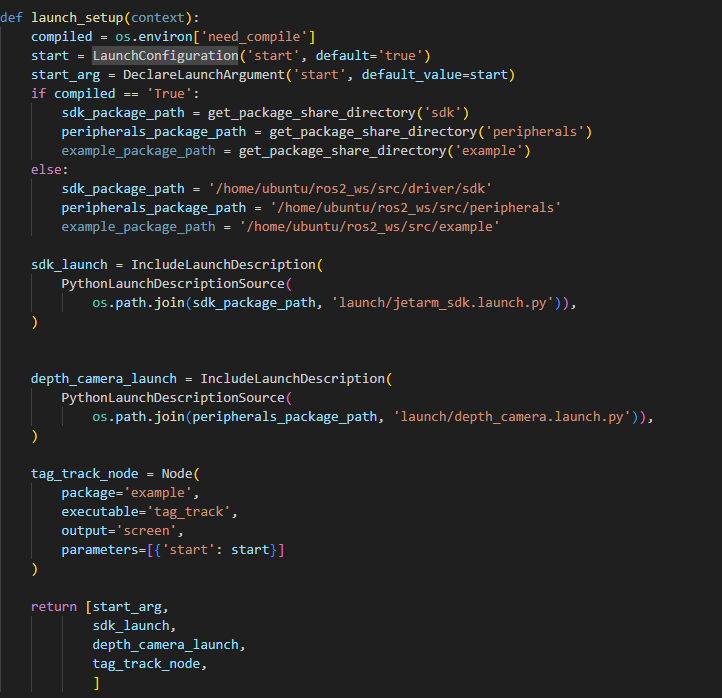 def launch_setup(context):
    compiled = os.environ['need_compile']
    start = LaunchConfiguration('start', default='true')
    start_arg = DeclareLaunchArgument('start', default_value=start)
    if compiled == 'True':
        sdk_package_path = get_package_share_directory('sdk')
        peripherals_package_path = get_package_share_directory('peripherals')
        example_package_path = get_package_share_directory('example')
    else:
        sdk_package_path = '/home/ubuntu/ros2_ws/src/driver/sdk'
        peripherals_package_path = '/home/ubuntu/ros2_ws/src/peripherals'
        example_package_path = '/home/ubuntu/ros2_ws/src/example'

    sdk_launch = IncludeLaunchDescription(
        PythonLaunchDescriptionSource(
            os.path.join(sdk_package_path, 'launch/jetarm_sdk.launch.py')),
    )


    depth_camera_launch = IncludeLaunchDescription(
        PythonLaunchDescriptionSource(
            os.path.join(peripherals_package_path, 'launch/depth_camera.launch.py')),
    )

    tag_track_node = Node(
        package='example',
        executable='tag_track',
        output='screen',
        parameters=[{'start': start}]
    )

    return [start_arg,
            sdk_launch,
            depth_camera_launch,
            tag_track_node,
            ]